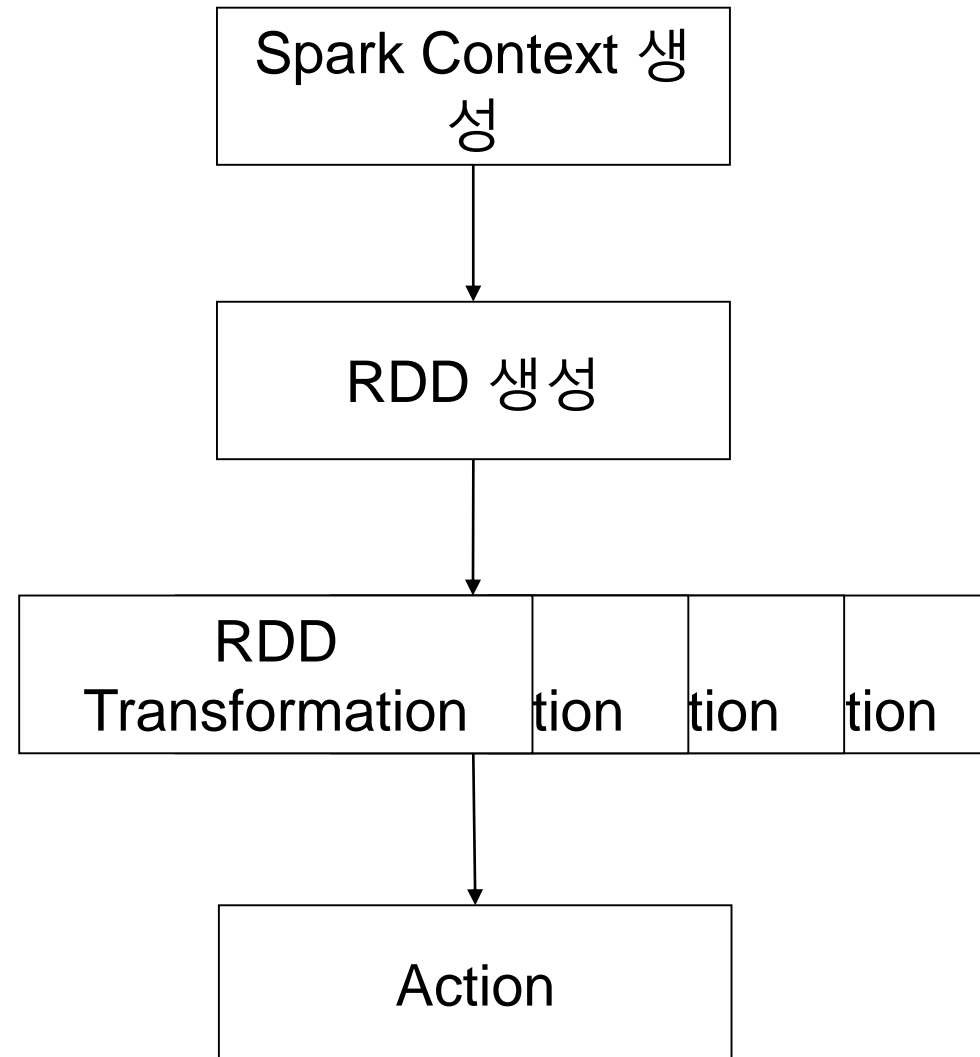 Spark Context 생
성
RDD 생성
RDD
Transformation tion tion tion
Action